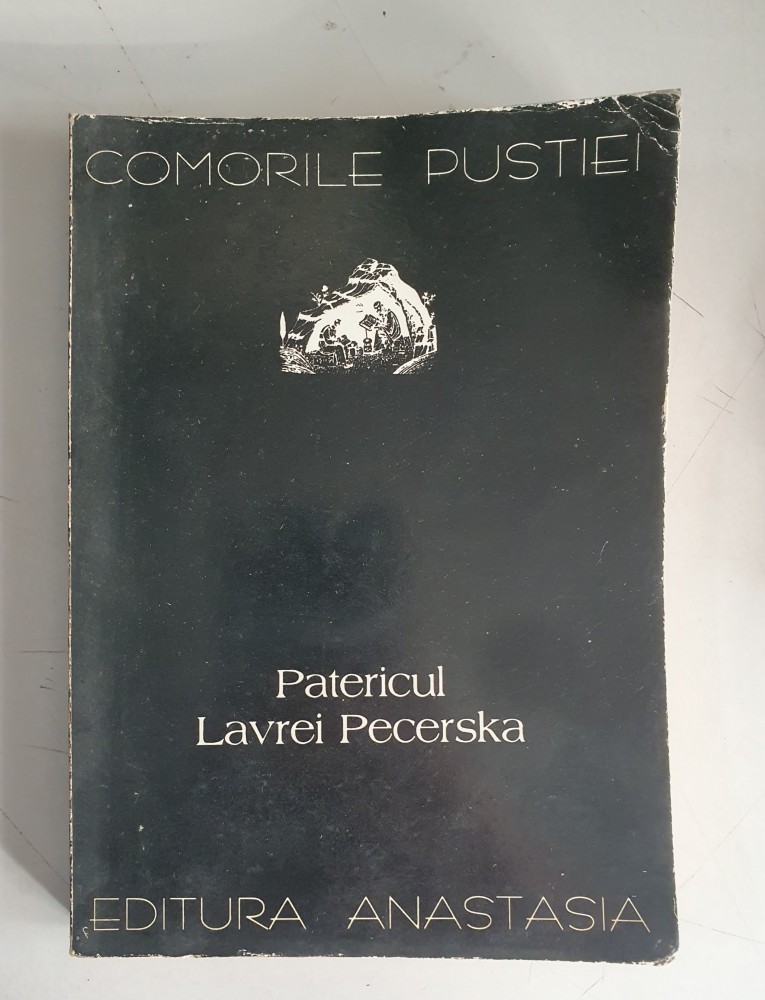 COMORILE PUSTIEI
Patericul
Lavrei Pecerska
EDITURA ANASTASIA